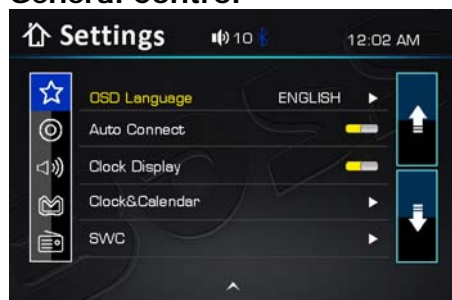 General control
Settings 10 12:02 AM
OSD Language ENGLISH
Auto Connect
Clock Display
Clock&Calendar
SWC